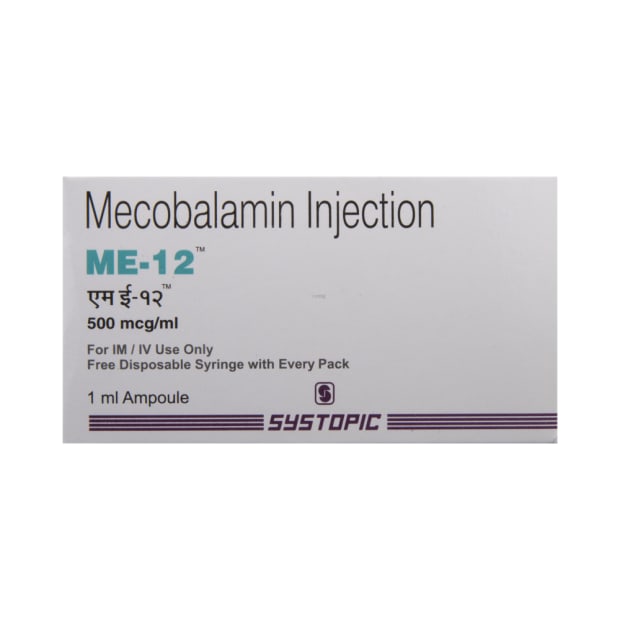 Mecobalamin Injection
ME-12™
एम ई-१२™
500 mcg/ml
For IM / IV Use Only
Free Disposable Syringe with Every Pack
1 ml Ampoule
SYSTOPIC